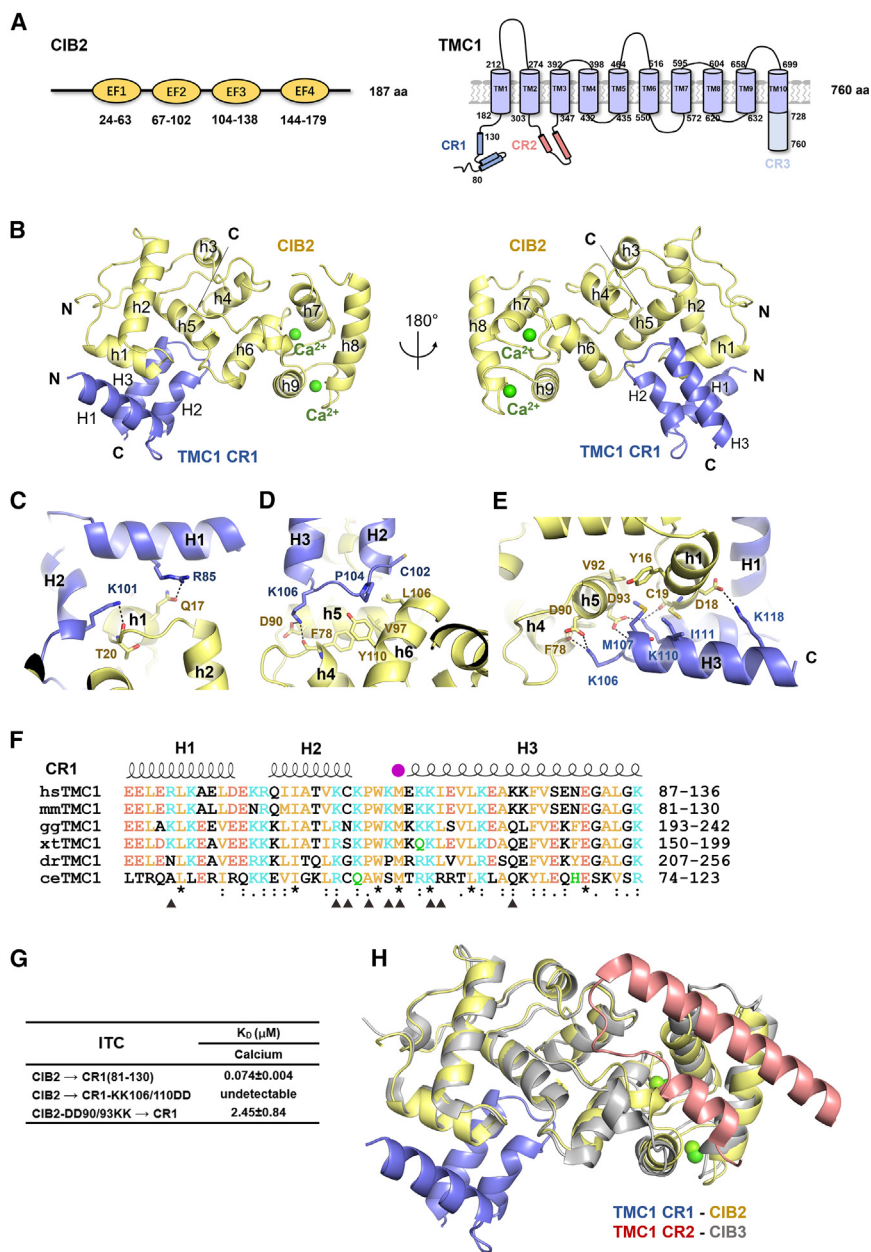 A
CIB2
EF1 EF2 EF3 EF4
24-63 67-102 104-138 144-179
187 aa
TMC1
212 274 392 398 464 516 595 604 658 699
TM1 TM2 TM3 TM4 TM5 TM6 TM7 TM8 TM9 TM10
760 aa
182 303 347 432 435 550 572 620 632 728
CR1 130 CR2 760
80 CR3
B
CIB2
C
h3
N
h2
h4
h5
h7
h1
h6
h8
Ca2+
N
H3
h9
H1
H2
Ca2+
C
TMC1 CR1
180°
CIB2
C
h3
h7
h4
h2
N
h8
h5
Ca2+
h6
h1
N
h9
H2
H1
Ca2+
H3
C
TMC1 CR1
C
H1
H2
R85
K101
Q17
h1
T20
h2
D
H3
H2
P104
C102
K106
L106
h5
D90
F78
V97
Y110
h6
h4
E
V92
Y16
h1
H1
h5
D93
C19
D90
D18
h4
K118
F78
M107
I111
K110
H3
C
K106
F
H1 H2 H3
CR1
hsTMC1 EELERLKAELDEKRQIIATVKCKPWKMEKKIEVLKEAKKFVSENEGALGK 87-136
mmTMC1 EELERLKALLDENRQMIATVKCKPWKMEKKIEVLKEAKKFVSENEGALGK 81-130
ggTMC1 EELAKLKEEVEEKKKLIATLRNKPWKMKKKLSVLKEAQLFVEKFEGALGK 193-242
xtTMC1 EELDKLKEAVEEKKKLIATLRSKPWKMKQKLTVLKEAQQFVEKFEGALGK 150-199
drTMC1 EELENLKAEVEEKKKLITQLKGKPWPMRRKLVVLRESQEFVEKYEGALGK 207-256
ceTMC1 LTRQALLERIRQKKEVIGKLRCQAWSMTRKRRTLKLAQKYLEQHESKVSR 74-123
G
ITC
KD (μM)
Calcium
CIB2 → CR1(81-130) 0.074±0.004
CIB2 → CR1-KK106/110DD undetectable
CIB2-DD90/93KK → CR1 2.45±0.84
H
TMC1 CR1 - CIB2
TMC1 CR2 - CIB3